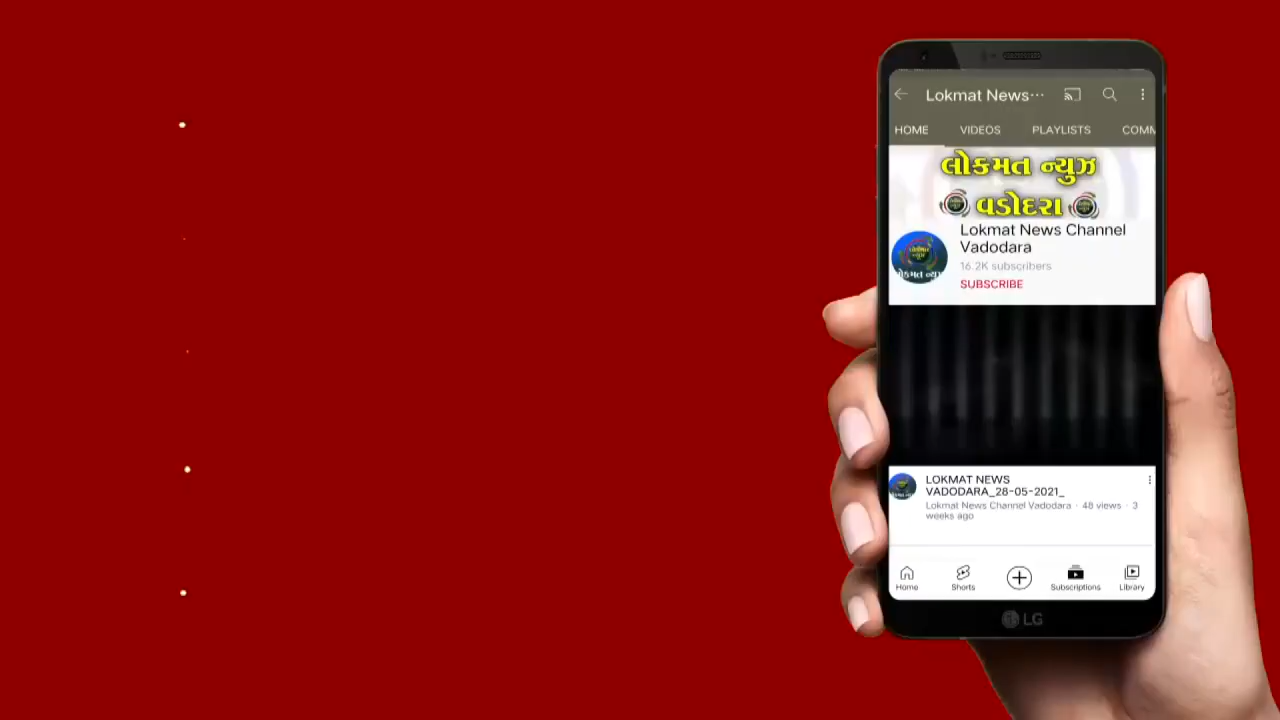 Lokmat News···
HOME VIDEOS PLAYLISTS COMM
લોકમત ન્યુઝ
વડોદરા
Lokmat News Channel
Vadodara
16.2K subscribers
SUBSCRIBE
LOKMAT NEWS
VADODARA_28-05-2021_
Lokmat News Channel Vadodara · 48 views · 3
weeks ago
Home Shorts Subscriptions Library
LG